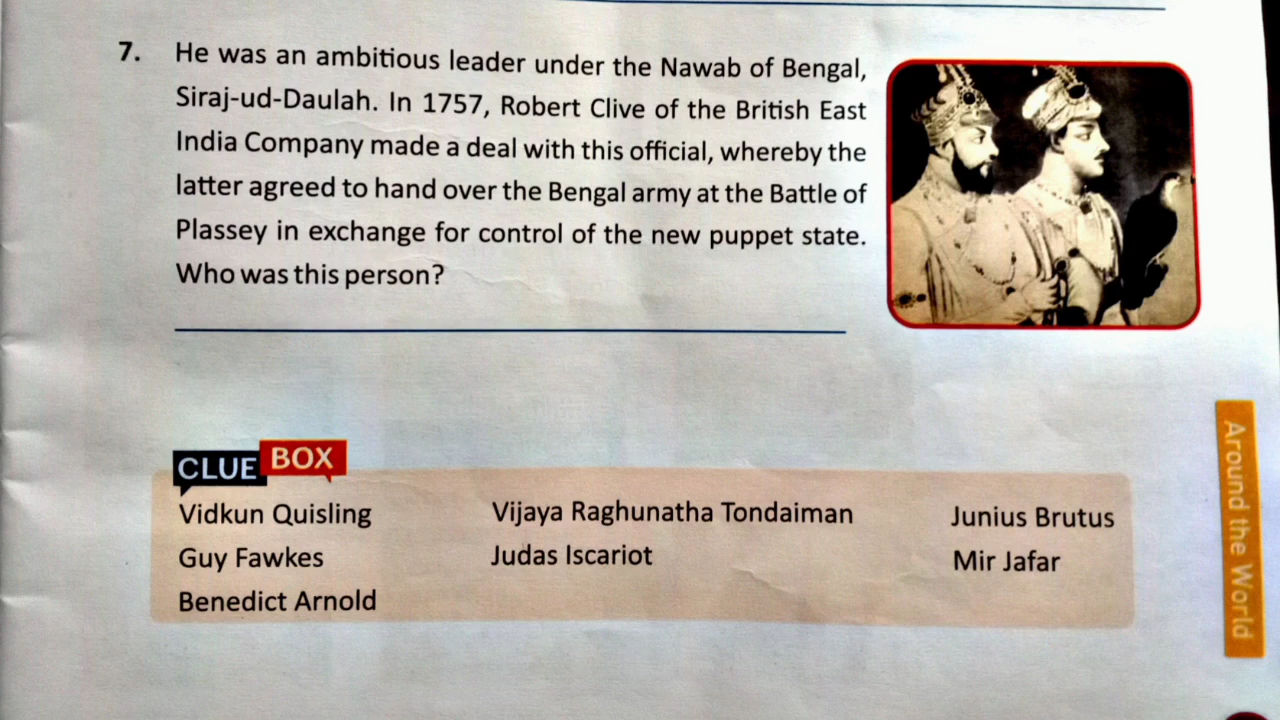 7. He was an ambitious leader under the Nawab of Bengal,
Siraj-ud-Daulah. In 1757, Robert Clive of the British East
India Company made a deal with this official, whereby the
latter agreed to hand over the Bengal army at the Battle of
Plassey in exchange for control of the new puppet state.
Who was this person?
CLUE BOX
Vidkun Quisling Vijaya Raghunatha Tondaiman Junius Brutus
Guy Fawkes Judas Iscariot Mir Jafar
Benedict Arnold
Around the World